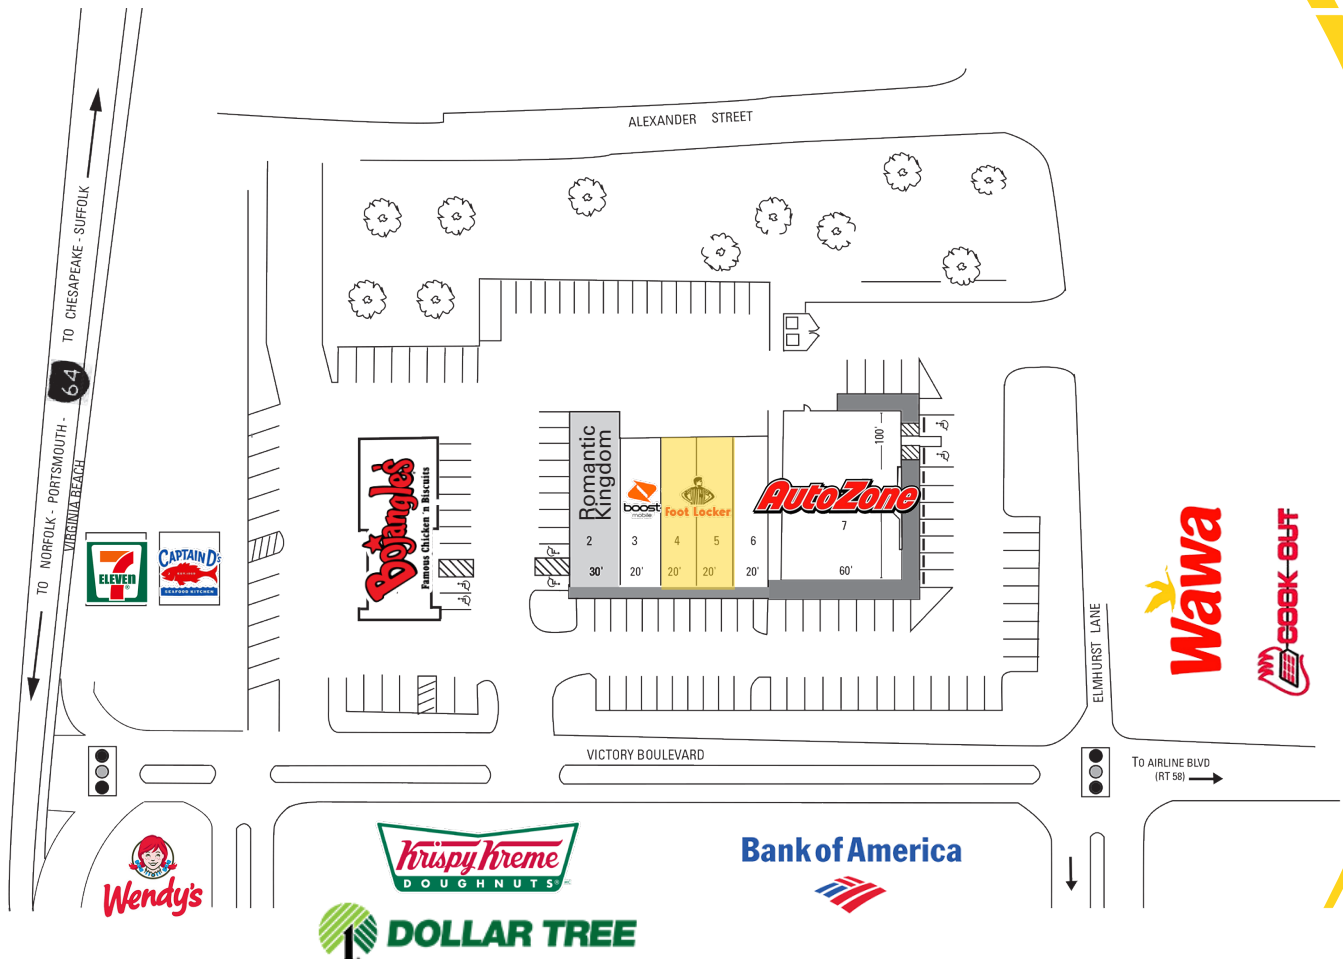 ALEXANDER STREET
TO CHESAPEAKE - SUFFOLK
64
TO NORFOLK - PORTSMOUTH -
VIRGINIA BEACH
7
ELEVEN
®
CAPTAIN D's
SEAFOOD KITCHEN
Bojangles'
Famous Chicken 'n Biscuits
Romantic
Kingdom
2
30'
boost
mobile
3
20'
Foot Locker
4
5
20'
20'
6
20'
100'
AutoZone
7
60'
ELMHURST LANE
Wawa
COOK OUT
VICTORY BOULEVARD
TO AIRLINE BLVD
(RT 58)
Wendy's
Krispy Kreme
DOUGHNUTS
Bank of America
1
DOLLAR TREE